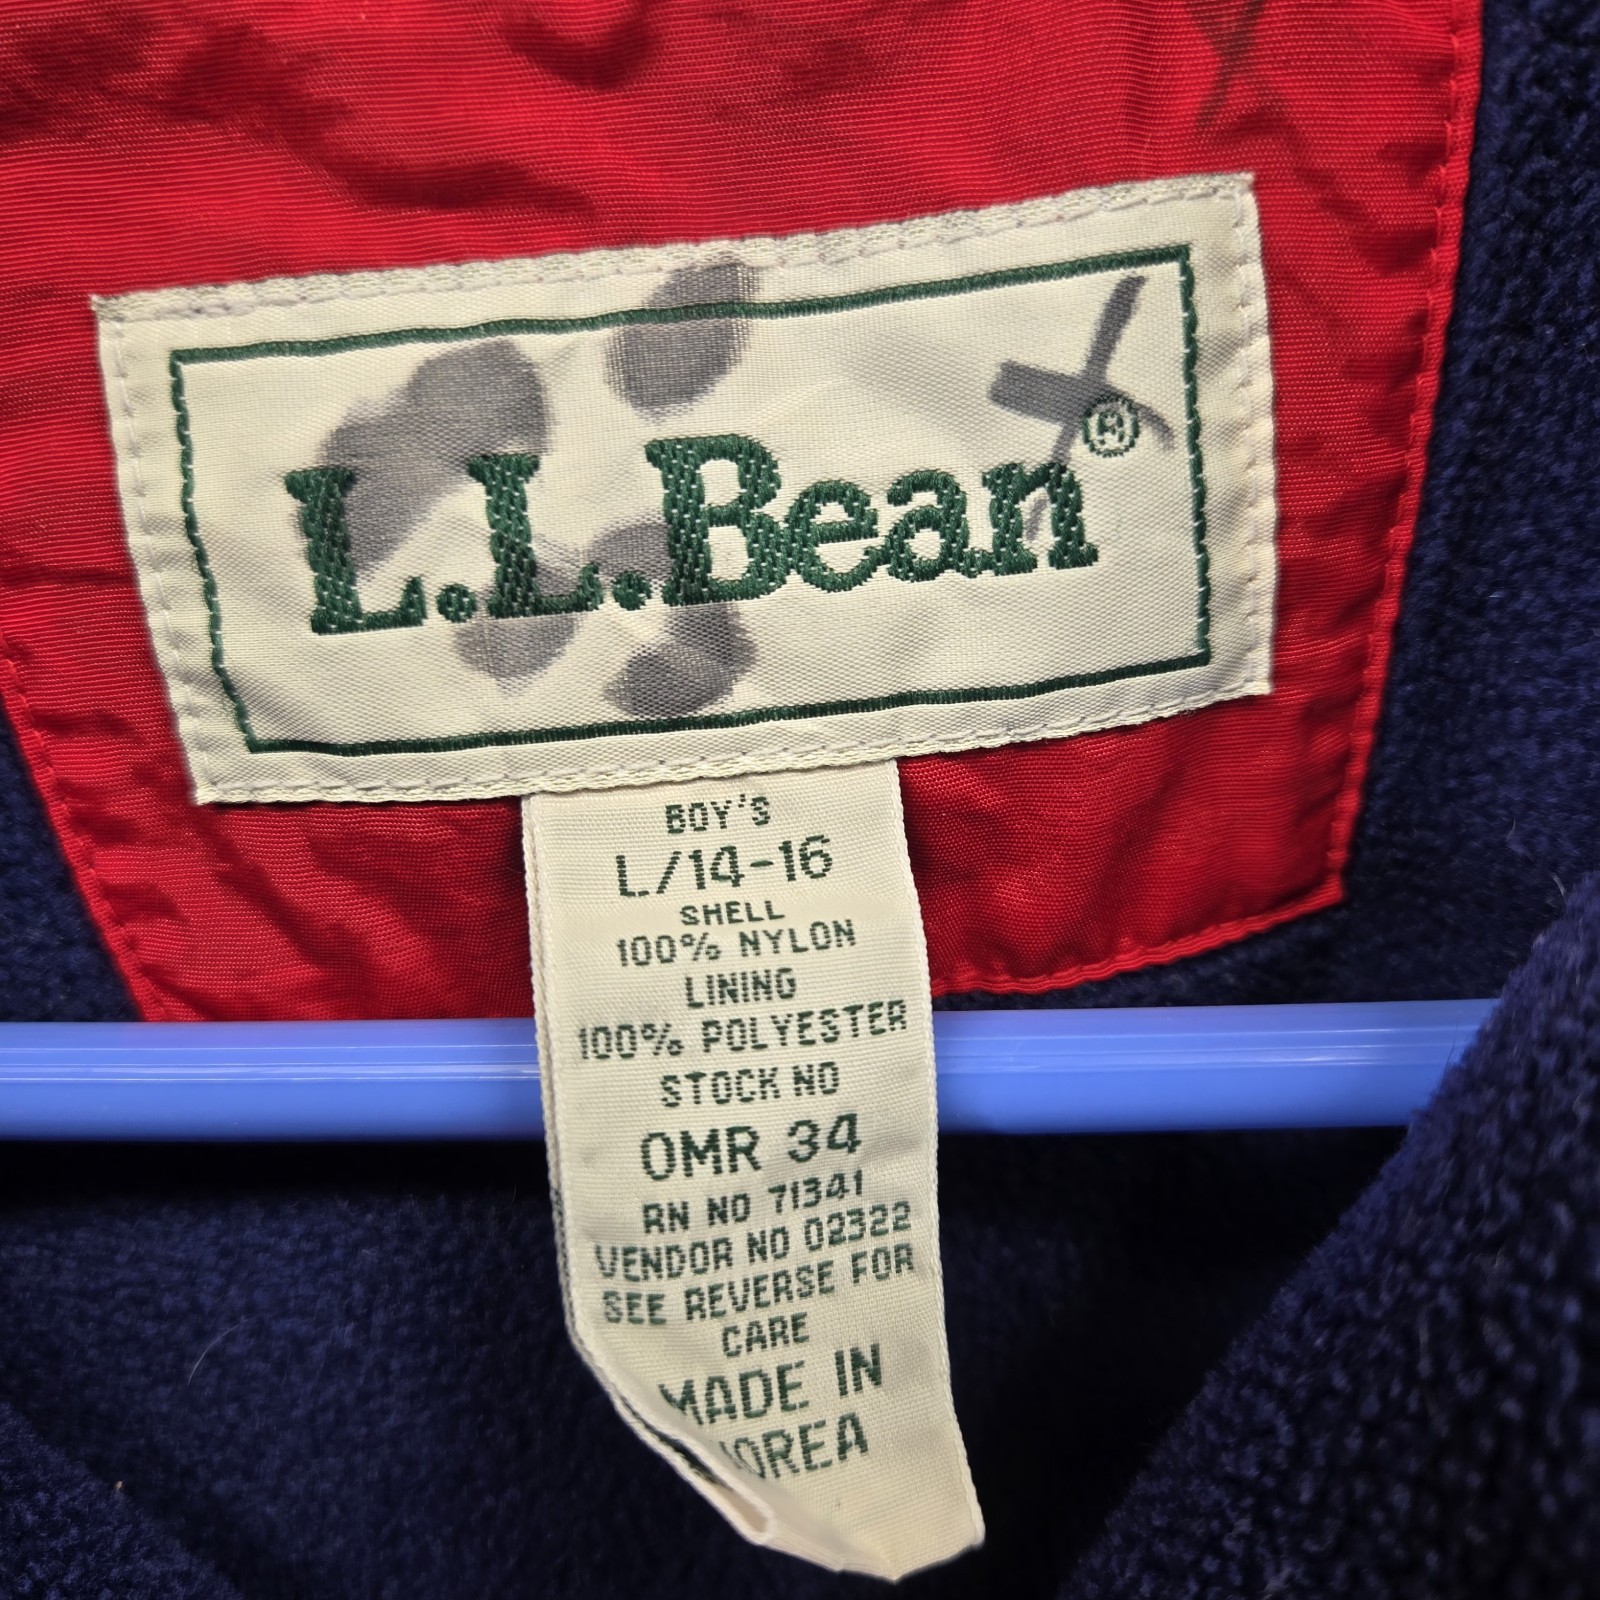 L.L.Bean®
BOY'S
L/14-16
SHELL
100% NYLON
LINING
100% POLYESTER
STOCK NO
OMR 34
RN NO 71341
VENDOR NO 02322
SEE REVERSE FOR
CARE
MADE IN
KOREA